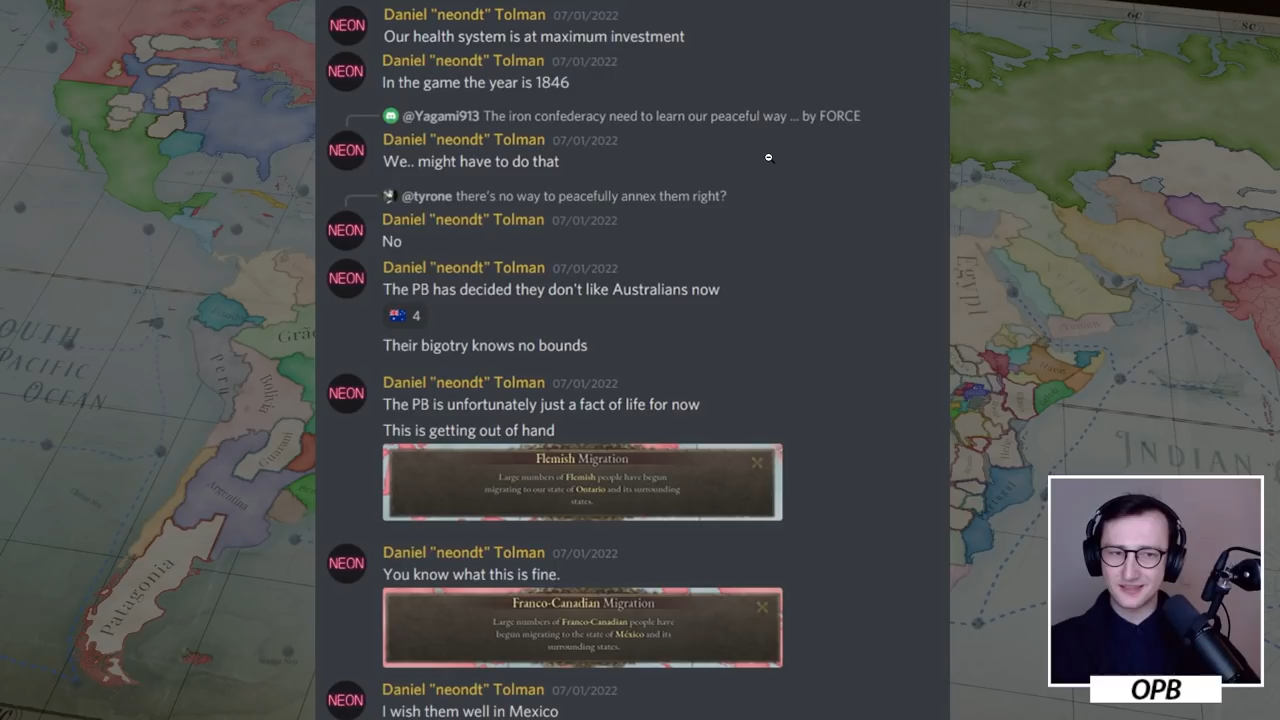 NEON
Daniel "neondt" Tolman 07/01/2022
Our health system is at maximum investment
NEON
Daniel "neondt" Tolman 07/01/2022
In the game the year is 1846
@Yagami913 The iron confederacy need to learn our peaceful way ... by FORCE
NEON
Daniel "neondt" Tolman 07/01/2022
We.. might have to do that
@tyrone there's no way to peacefully annex them right?
NEON
Daniel "neondt" Tolman 07/01/2022
No
NEON
Daniel "neondt" Tolman 07/01/2022
The PB has decided they don't like Australians now
4
Their bigotry knows no bounds
NEON
Daniel "neondt" Tolman 07/01/2022
The PB is unfortunately just a fact of life for now
This is getting out of hand
Flemish Migration
Large numbers of Flemish people have begun
migrating to our state of Ontario and its surrounding
states.
NEON
Daniel "neondt" Tolman 07/01/2022
You know what this is fine.
Franco-Canadian Migration
Large numbers of Franco-Canadian people have
begun migrating to the state of México and its
surrounding states.
NEON
Daniel "neondt" Tolman 07/01/2022
I wish them well in Mexico
SOUTH
PACIFIC
OCEAN
Peru
Bolivia
Guaraní
Argentina
Patagonia
Egypt
INDIAN
OPB